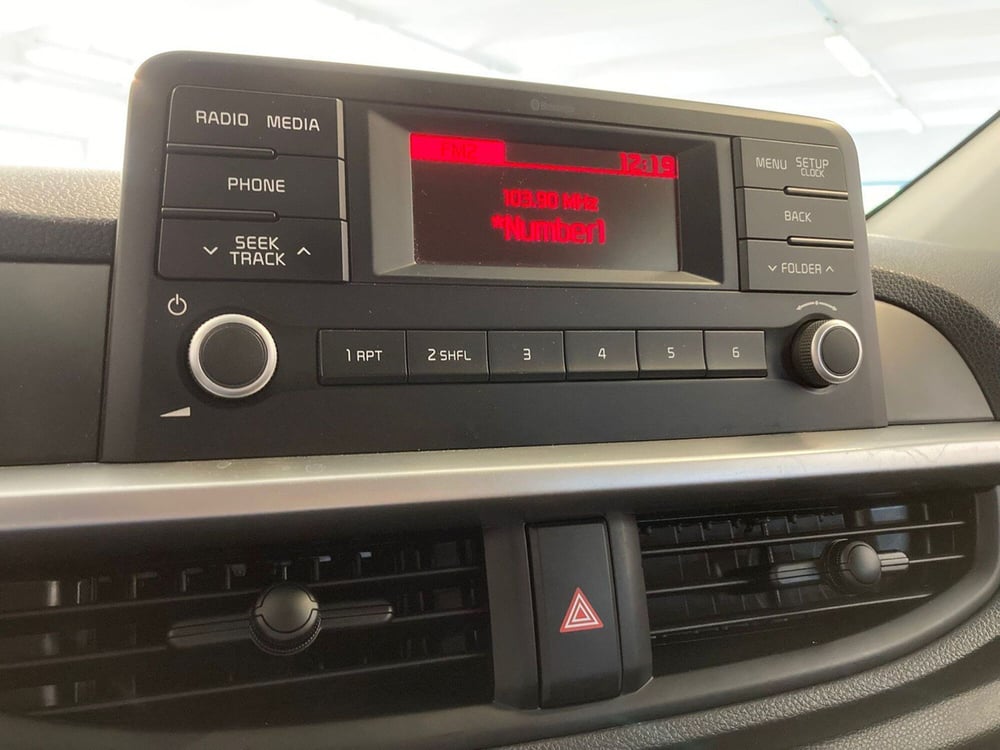 Bluetooth
RADIO MEDIA
PHONE
SEEK
TRACK
FM2 12:19
103.90 MHz
*Number1
MENU SETUP
CLOCK
BACK
FOLDER
1 RPT 2 SHFL 3 4 5 6